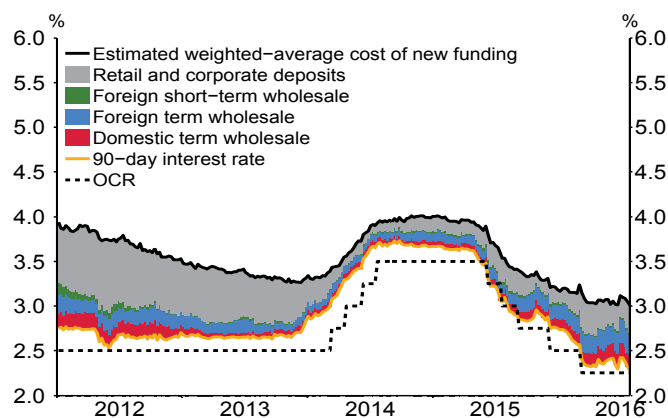 % %
6.0 6.0
Estimated weighted−average cost of new funding
Retail and corporate deposits
5.5 5.5
Foreign short−term wholesale
Foreign term wholesale
5.0 5.0
Domestic term wholesale
90−day interest rate
4.5 4.5
OCR
4.0 4.0
3.5 3.5
3.0 3.0
2.5 2.5
2.0 2.0
2012 2013 2014 2015 2016